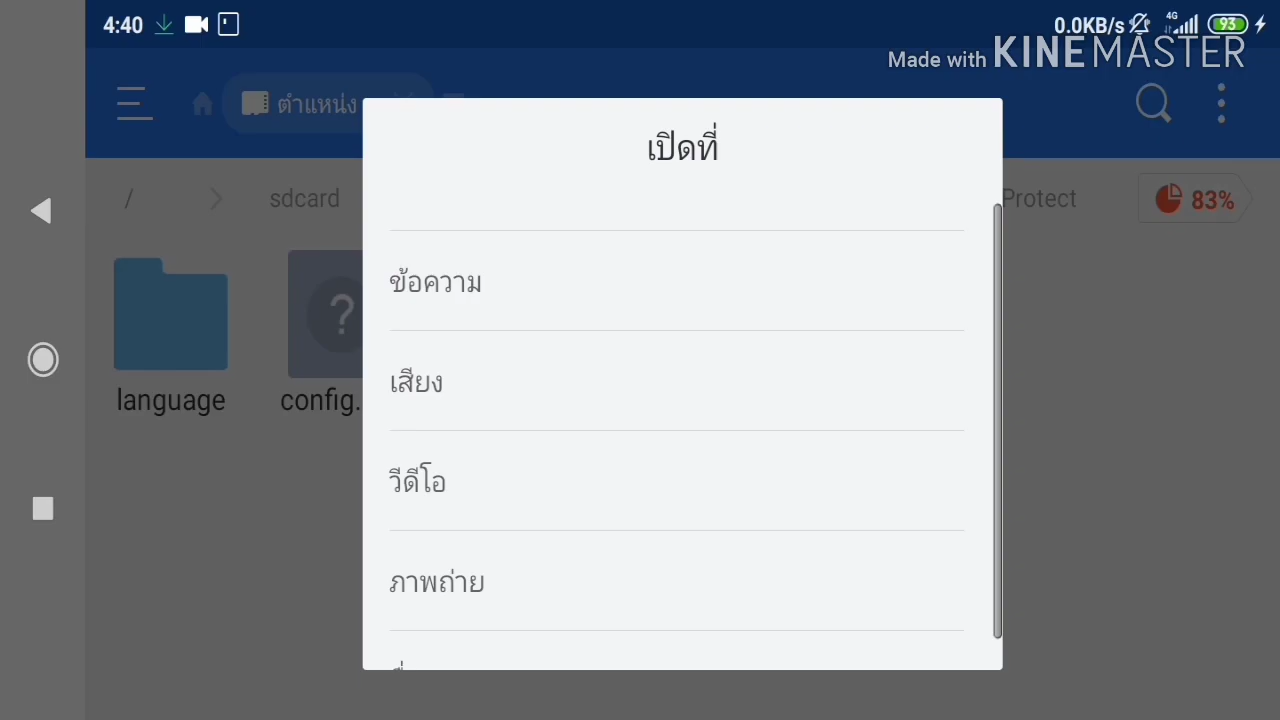 4:40
0.0KB/s 4G 93
Made with KINEMASTER
ตำแหน่ง
เปิดที่
/ sdcard Protect 83%
ข้อความ
language config.
เสียง
วีดีโอ
ภาพถ่าย